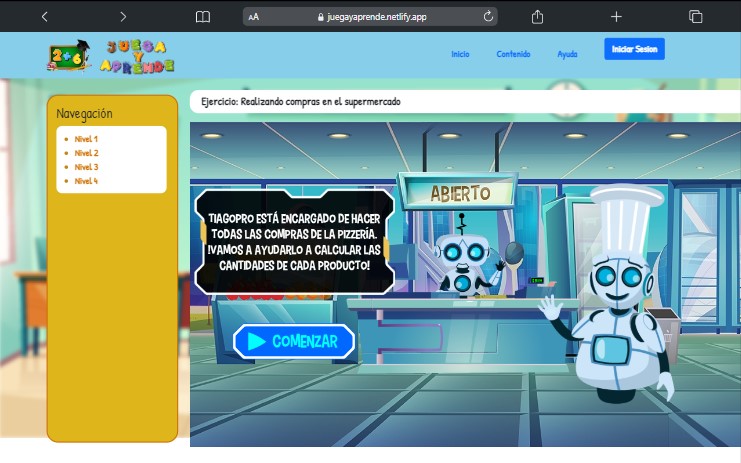 AA
juegayaprende.netlify.app
2+6
JUEGA
Y
APRENDE
Inicio
Contenido
Ayuda
Iniciar Sesion
Navegación
Nivel 1
Nivel 2
Nivel 3
Nivel 4
Ejercicio: Realizando compras en el supermercado
ABIERTO
TIAGOPRO ESTÁ ENCARGADO DE HACER
TODAS LAS COMPRAS DE LA PIZZERÍA.
¡VAMOS A AYUDARLO A CALCULAR LAS
CANTIDADES DE CADA PRODUCTO!
COMENZAR